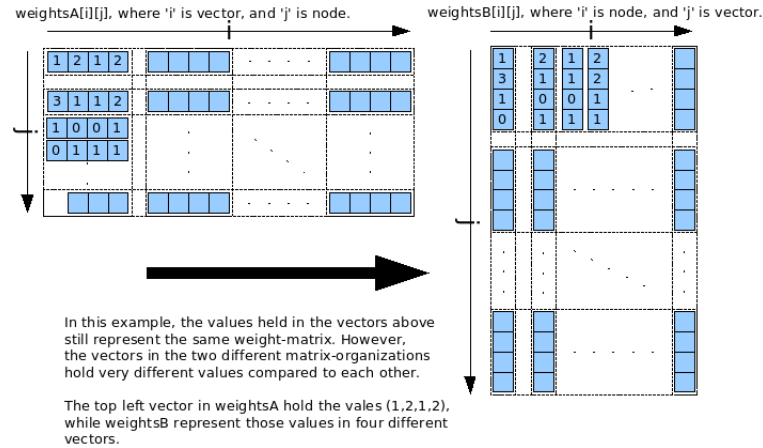 weightsA[i][j], where 'i' is vector, and 'j' is node.
i
j
1 2 1 2
3 1 1 2
1 0 0 1
0 1 1 1
weightsB[i][j], where 'i' is node, and 'j' is vector.
i
j
1 2 1 2
3 1 1 2
1 0 0 1
0 1 1 1
In this example, the values held in the vectors above
still represent the same weight-matrix. However,
the vectors in the two different matrix-organizations
hold very different values compared to each other.
The top left vector in weightsA hold the vales (1,2,1,2),
while weightsB represent those values in four different
vectors.